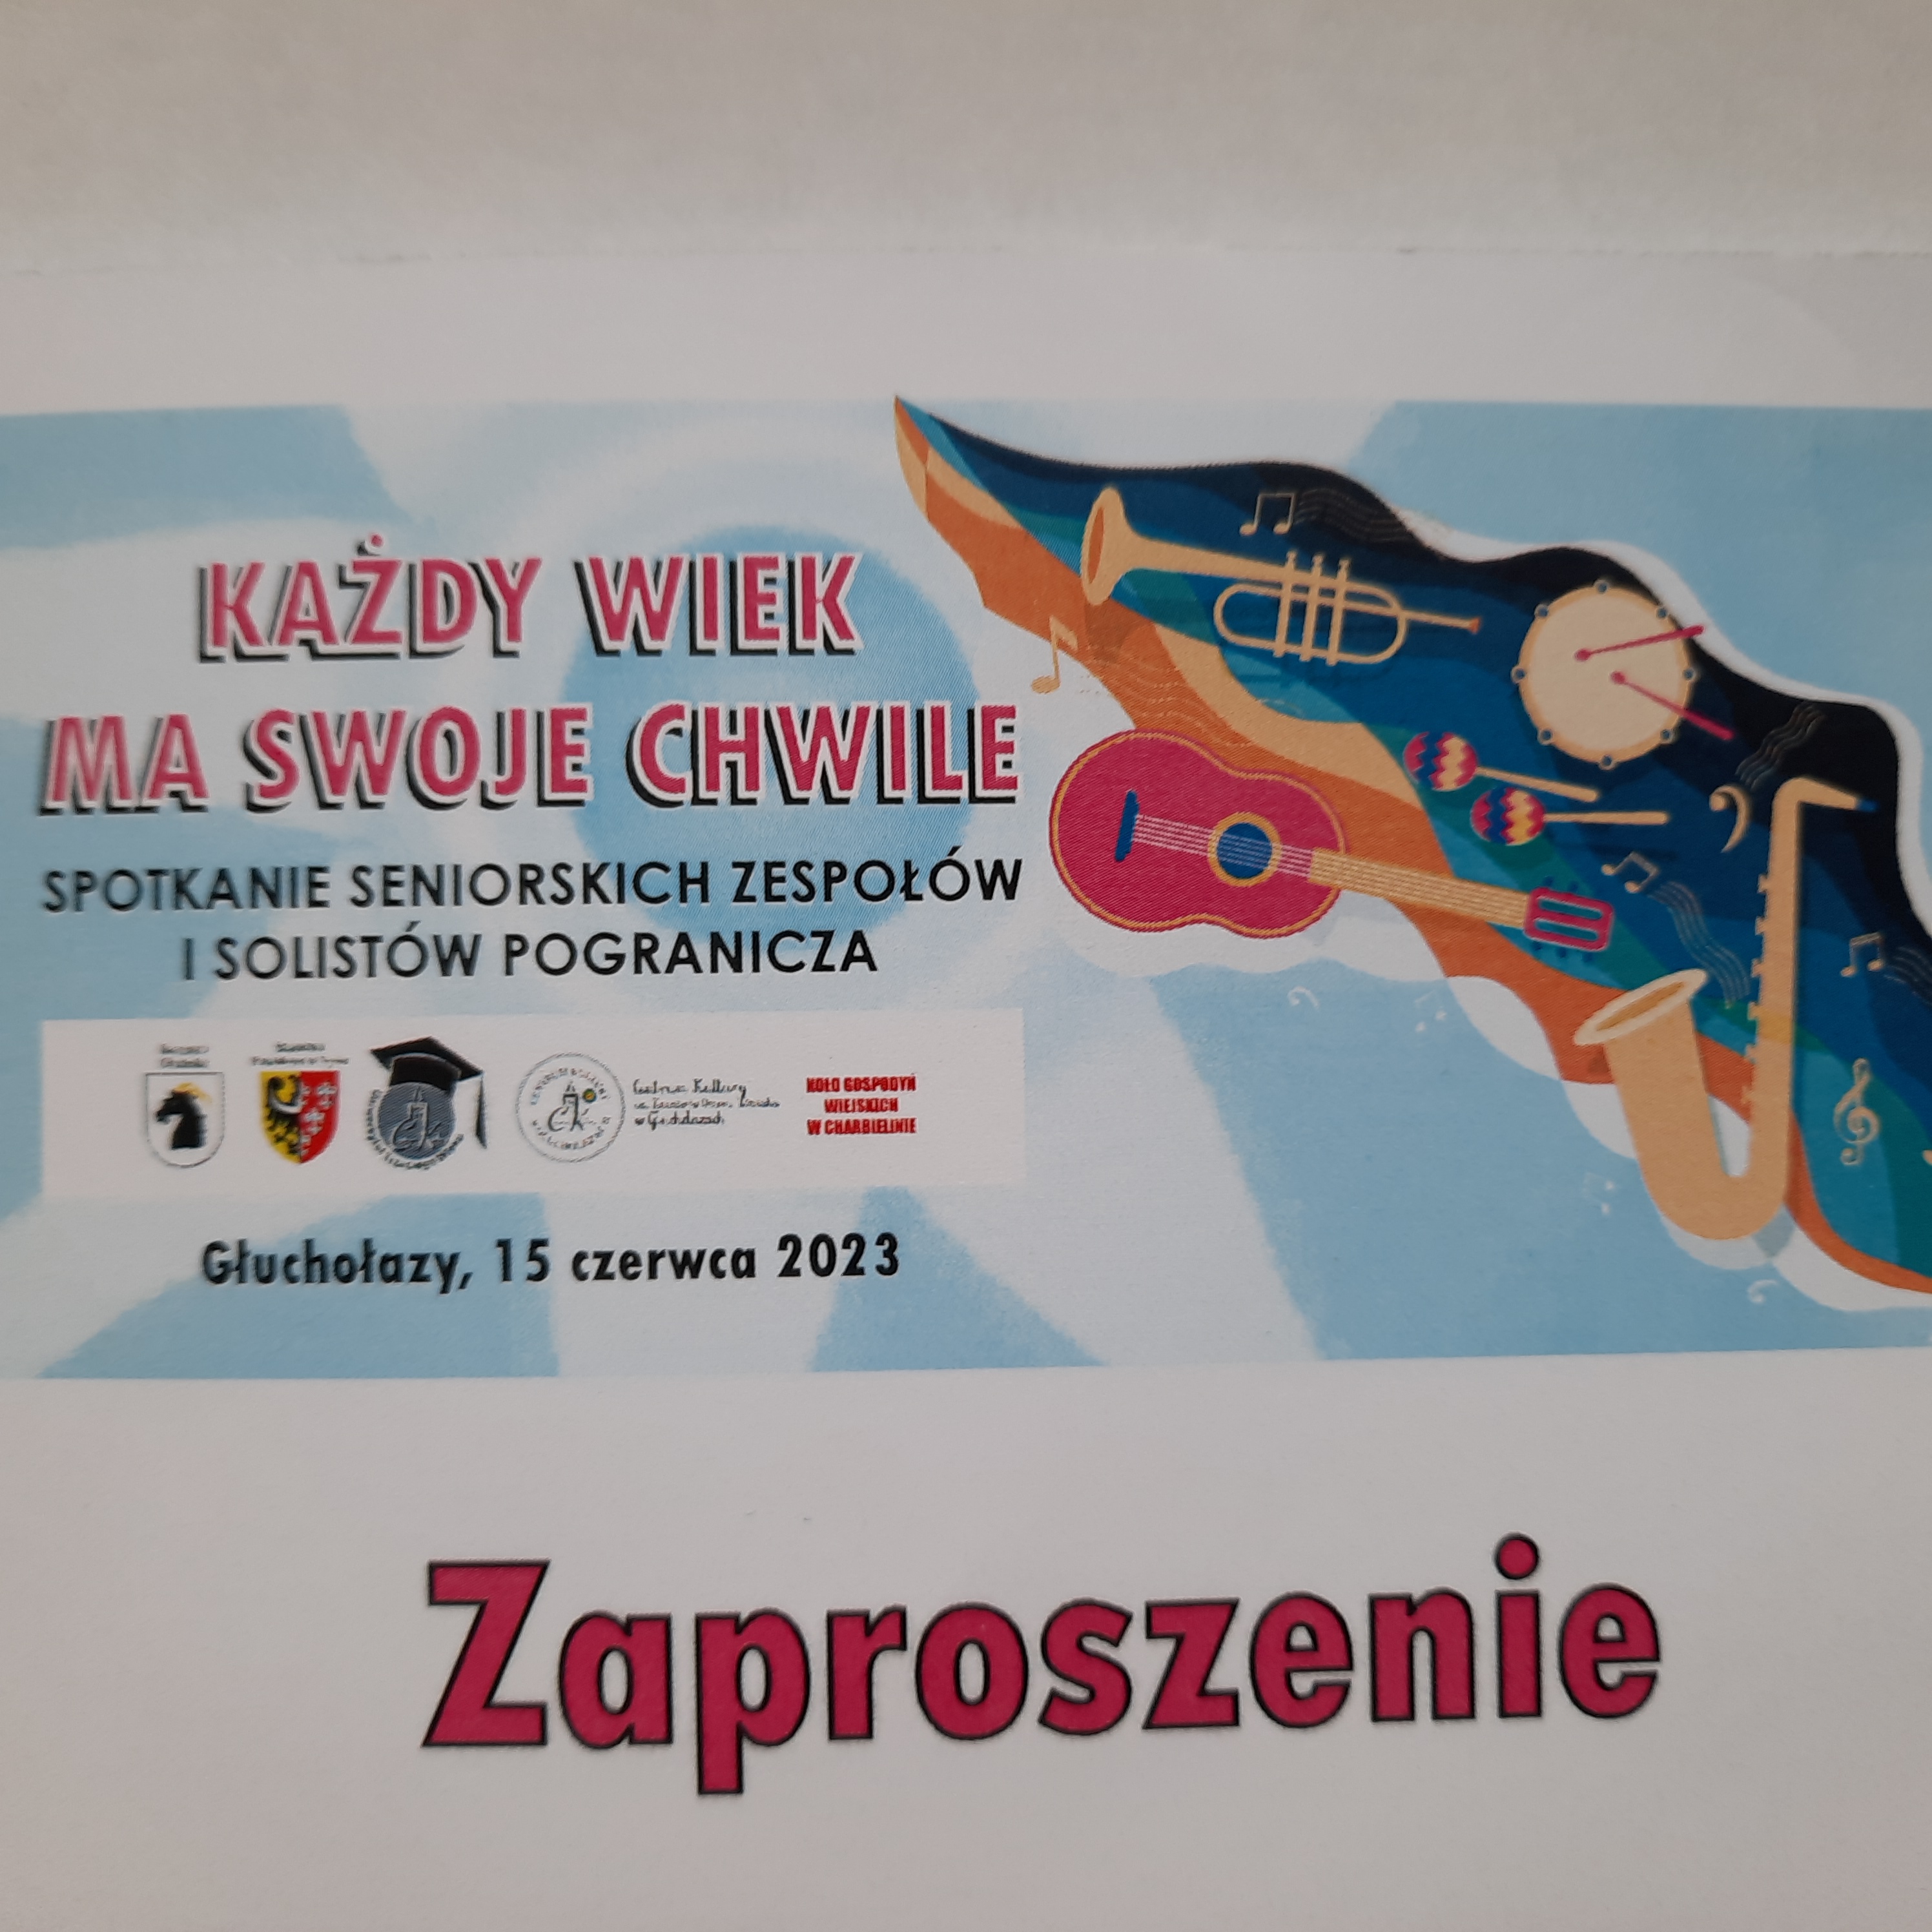 KAŻDY WIEK
MA SWOJE CHWILE
SPOTKANIE SENIORSKICH ZESPOŁÓW
I SOLISTÓW POGRANICZA
KOŁO GOSPODYŃ
WIEJSKICH
W CHARBIELINIE
Głuchołazy, 15 czerwca 2023
Zaproszenie